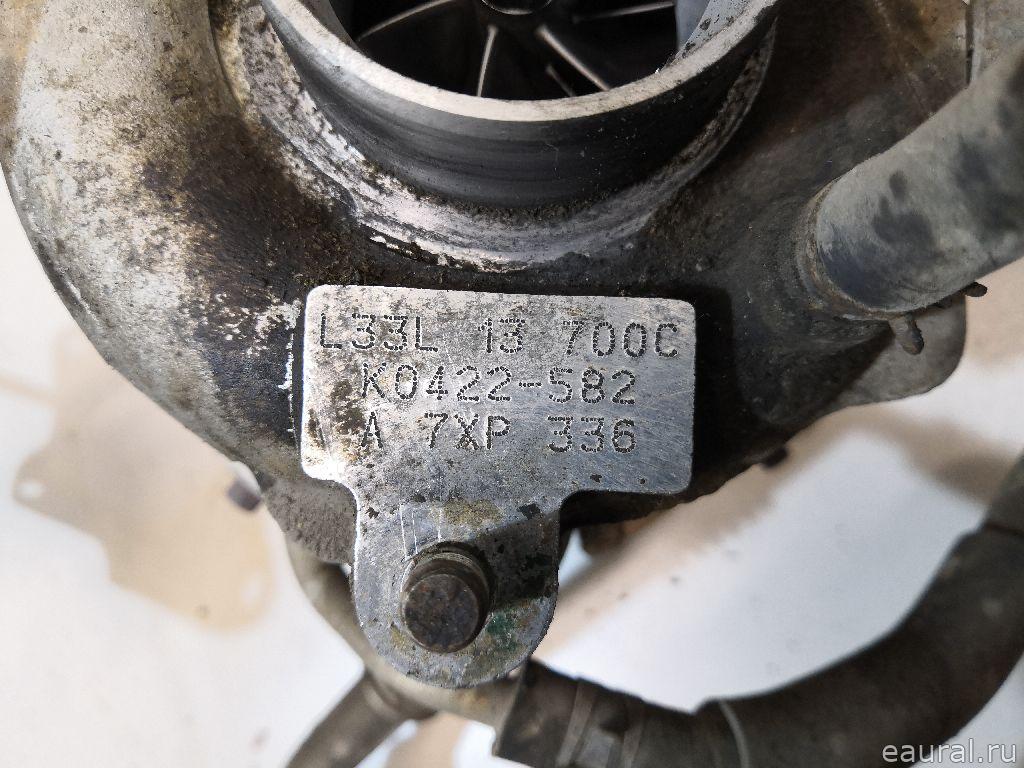 L33L 13 700C
K0422-582
A 7XP 336
eaural.ru